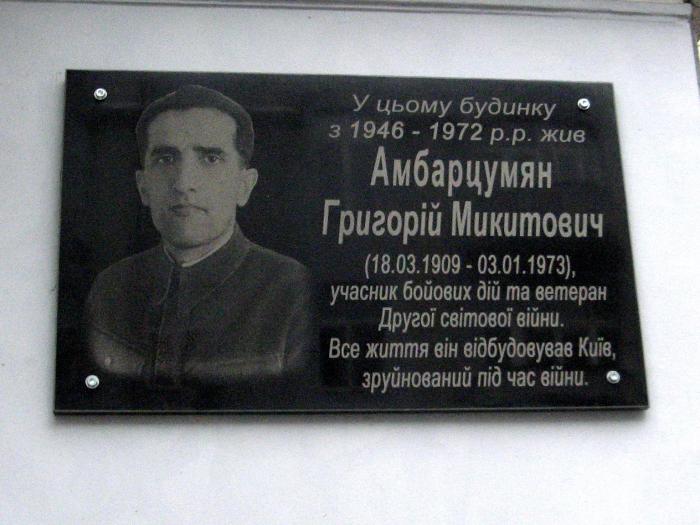 У цьому будинку
з 1946 - 1972 р.р. жив
Амбарцумян
Григорій Микитович
(18.03.1909 - 03.01.1973),
учасник бойових дій та ветеран
Другої світової війни.
Все життя він відбудовував Київ,
зруйнований під час війни.